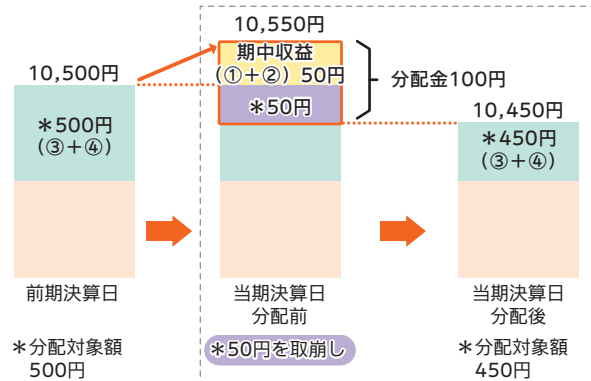 10,550円
期中収益
(①+②) 50円
分配金100円
10,500円
*50円
10,450円
*500円
(③+④)
*450円
(③+④)
前期決算日
当期決算日
分配前
当期決算日
分配後
*分配対象額
500円
*50円を取崩し
*分配対象額
450円